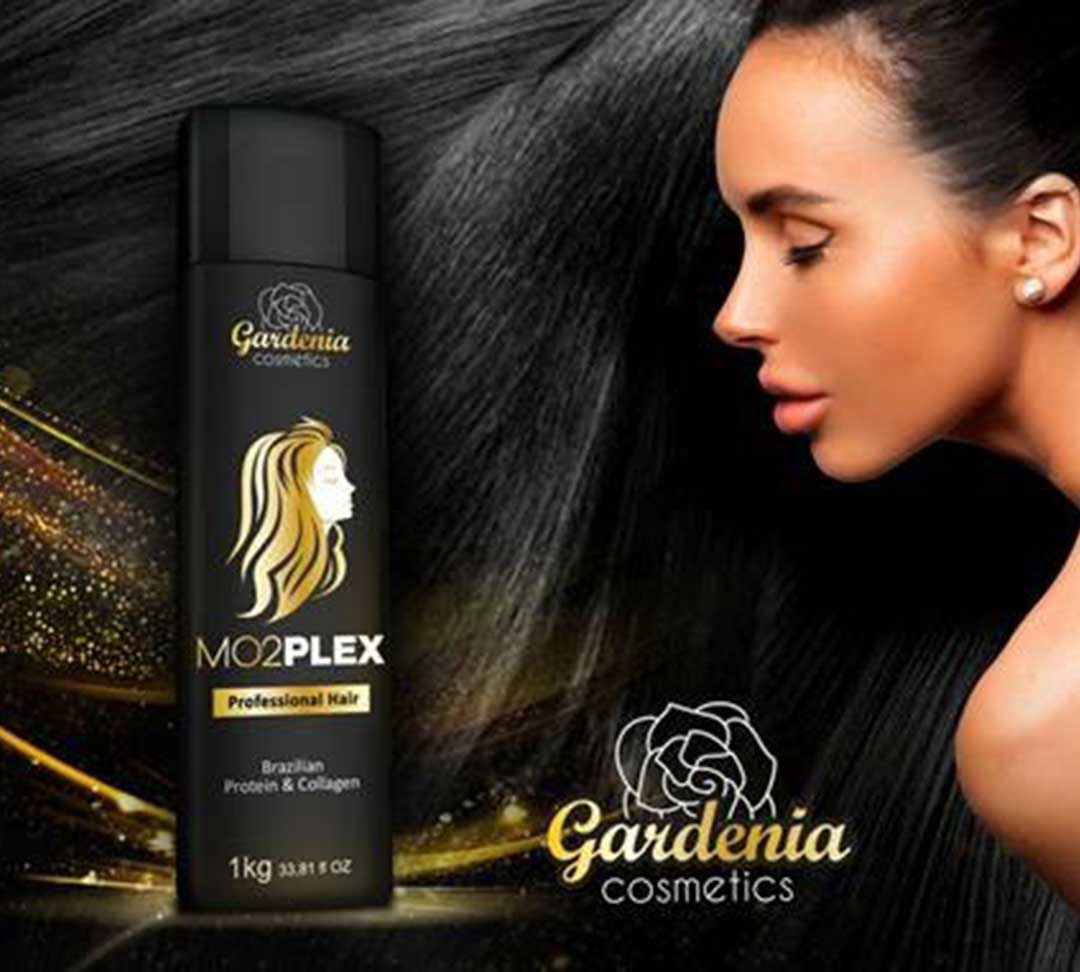 Gardenia
cosmetics
MO2PLEX
Professional Hair
Brazilian
Protein & Collagen
1kg 33.81 fl oz
Gardenia
cosmetics